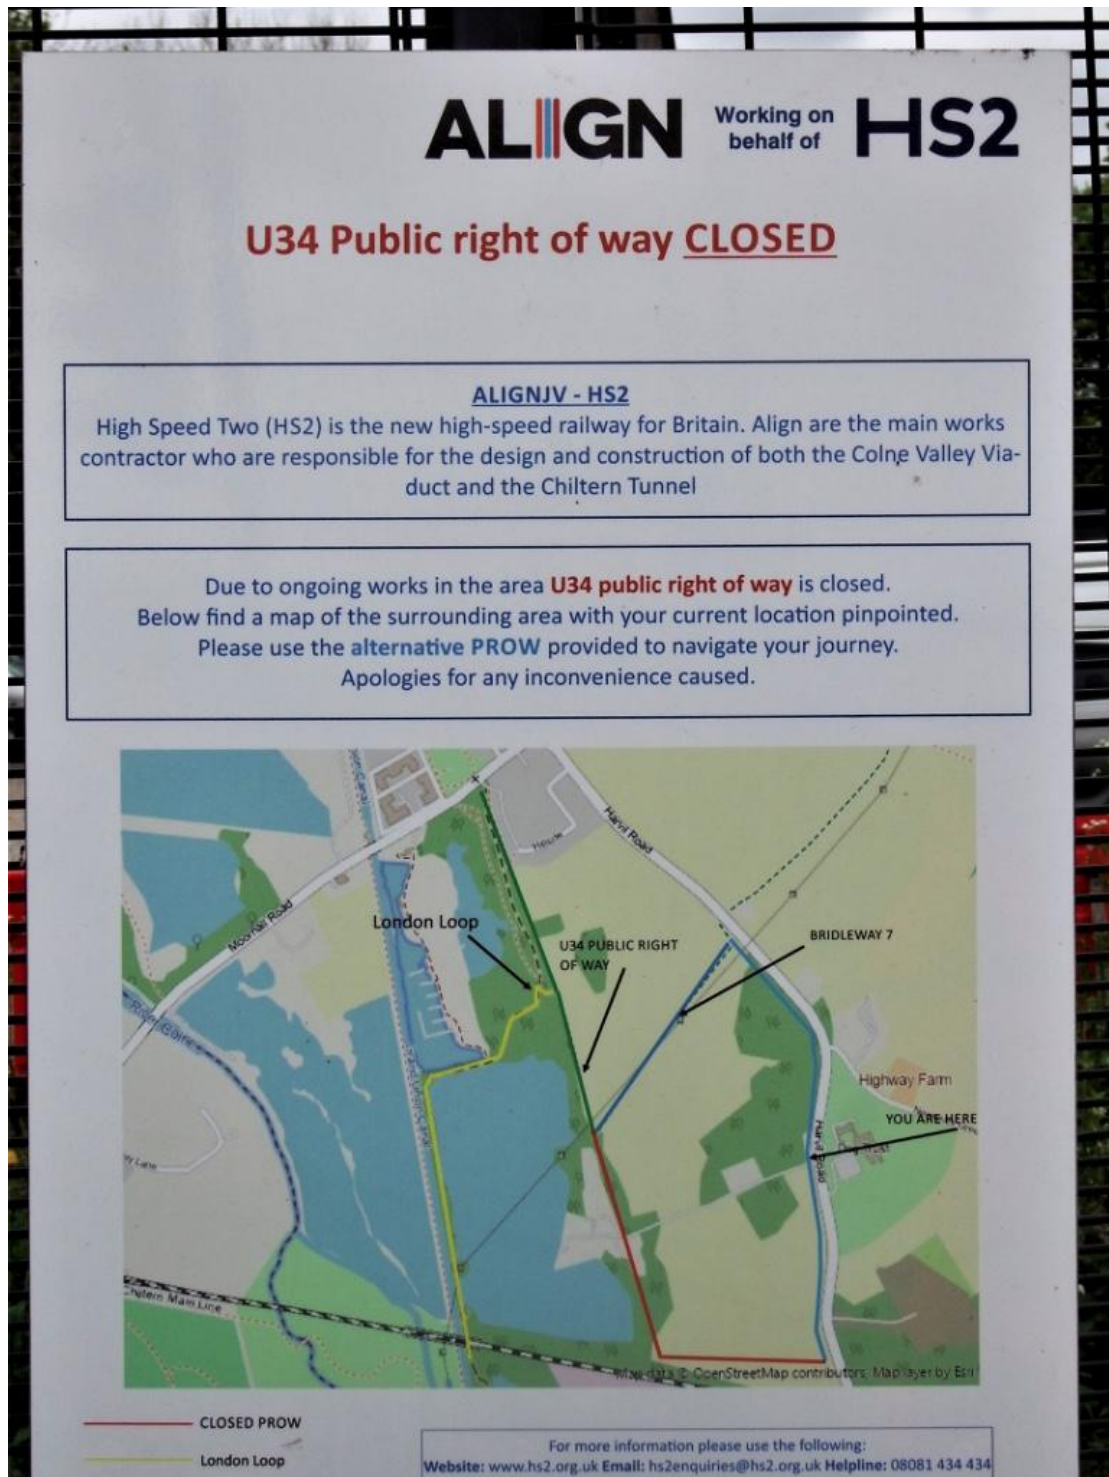 ALIGN Working on behalf of HS2
U34 Public right of way CLOSED
ALIGNJV - HS2
High Speed Two (HS2) is the new high-speed railway for Britain. Align are the main works
contractor who are responsible for the design and construction of both the Colne Valley Via-
duct and the Chiltern Tunnel
Due to ongoing works in the area U34 public right of way is closed.
Below find a map of the surrounding area with your current location pinpointed.
Please use the alternative PROW provided to navigate your journey.
Apologies for any inconvenience caused.
Harvil Road
Moorhall Road
London Loop
U34 PUBLIC RIGHT
OF WAY
BRIDLEWAY 7
River Colne
Highway Farm
YOU ARE HERE
Harvil Road
Chiltern Main Line
Map data © OpenStreetMap contributors, Map layer by Esri
CLOSED PROW
London Loop
For more information please use the following:
Website: www.hs2.org.uk Email: hs2enquiries@hs2.org.uk Helpline: 08081 434 434